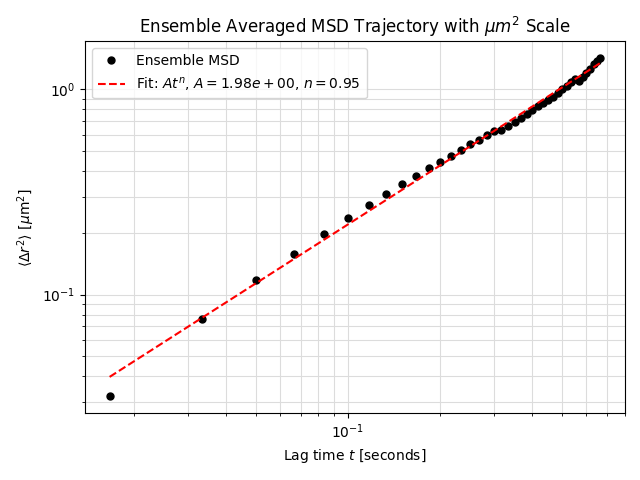 Ensemble Averaged MSD Trajectory with μm² Scale
Ensemble MSD
Fit: Atⁿ, A = 1.98e + 00, n = 0.95
10⁰
10⁻¹
⟨Δr²⟩ [μm²]
10⁻¹
Lag time t [seconds]